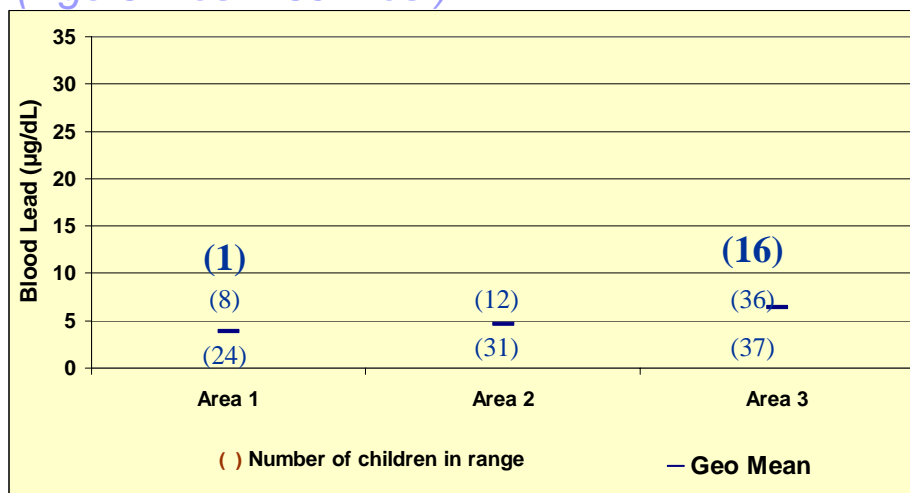 35
30
25
20
15
10
5
0
Blood Lead (µg/dL)
(1) (16)
(8) (12) (36)
(24) (31) (37)
Area 1 Area 2 Area 3
( ) Number of children in range
Geo Mean